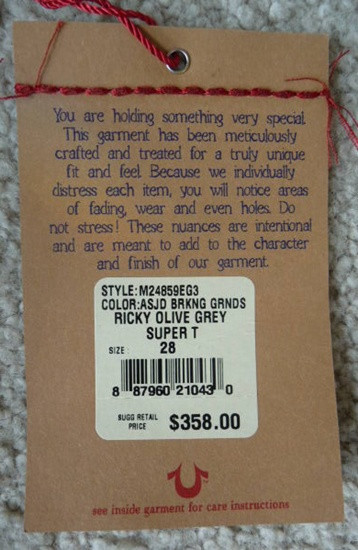 You are holding something very special.
This garment has been meticulously
crafted and treated for a truly unique
fit and feel. Because we individually
distress each item, you will notice areas
of fading, wear and even holes. Do
not stress! These nuances are intentional
and are meant to add to the character
and finish of our garment.
STYLE:M24859EG3
COLOR:ASJD BRKNG GRNDS
RICKY OLIVE GREY
SUPER T
SIZE : 28
8 87960 21043 0
SUGG RETAIL
PRICE $358.00
see inside garment for care instructions